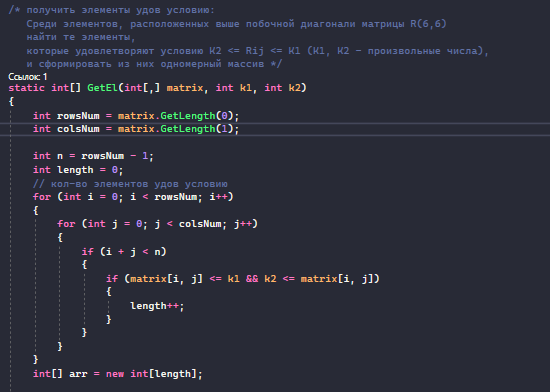 /* получить элементы удов условию:
Среди элементов, расположенных выше побочной диагонали матрицы R(6,6)
найти те элементы,
которые удовлетворяют условию K2 <= Rij <= K1 (K1, K2 - произвольные числа),
и сформировать из них одномерный массив */
Ссылок: 1
static int[] GetEl(int[,] matrix, int k1, int k2)
{
int rowsNum = matrix.GetLength(0);
int colsNum = matrix.GetLength(1);
int n = rowsNum - 1;
int length = 0;
// кол-во элементов удов условию
for (int i = 0; i < rowsNum; i++)
{
for (int j = 0; j < colsNum; j++)
{
if (i + j < n)
{
if (matrix[i, j] <= k1 && k2 <= matrix[i, j])
{
length++;
}
}
}
}
int[] arr = new int[length];